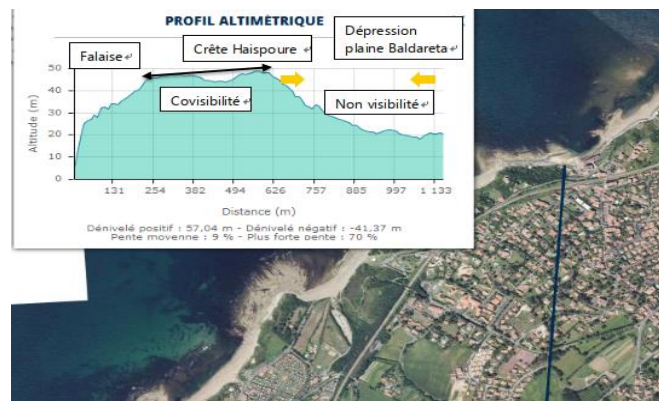 PROFIL ALTIMÉTRIQUE
Dépression
plaine Baldareta↵
Crête Haispoure↵
Falaise↵
Covisibilité↵
Non visibilité↵
Altitude (m)
50
40
30
20
10
0
131 254 382 494 626 757 885 997 1 133
Distance (m)
Dénivelé positif : 57,04 m - Dénivelé négatif : -41,37 m
Pente moyenne : 9 % - Plus forte pente : 70 %